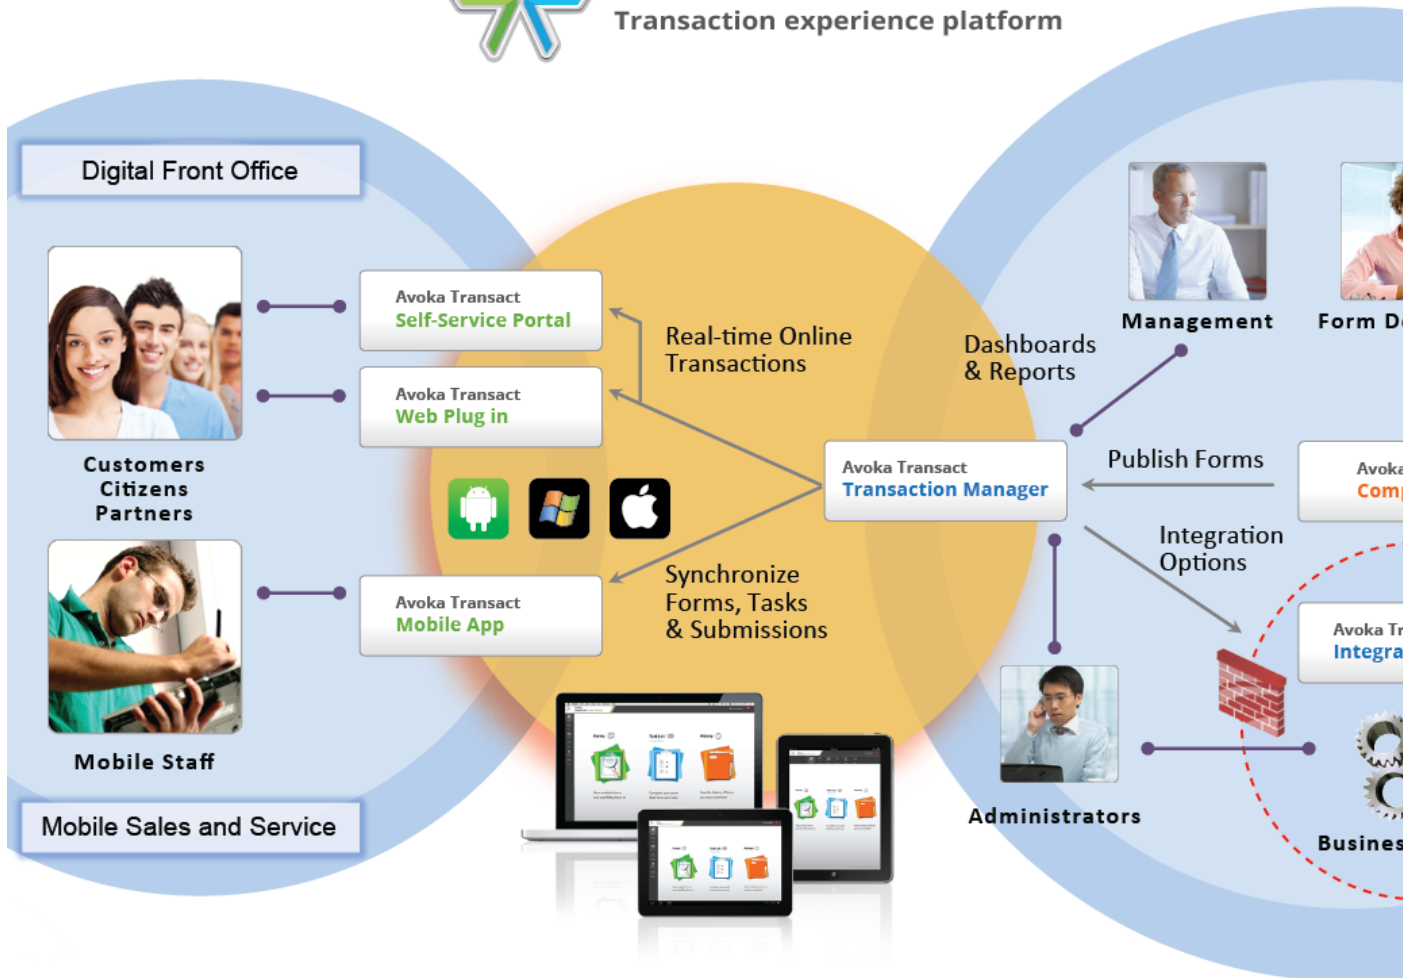 Transaction experience platform
Digital Front Office
Avoka Transact
Self-Service Portal
Avoka Transact
Web Plug in
Customers
Citizens
Partners
Avoka Transact
Mobile App
Mobile Staff
Mobile Sales and Service
Real-time Online
Transactions
Synchronize
Forms, Tasks
& Submissions
Avoka Transact
Transaction Manager
Dashboards
& Reports
Management
Form
Publish Forms
Integration
Options
Administrators